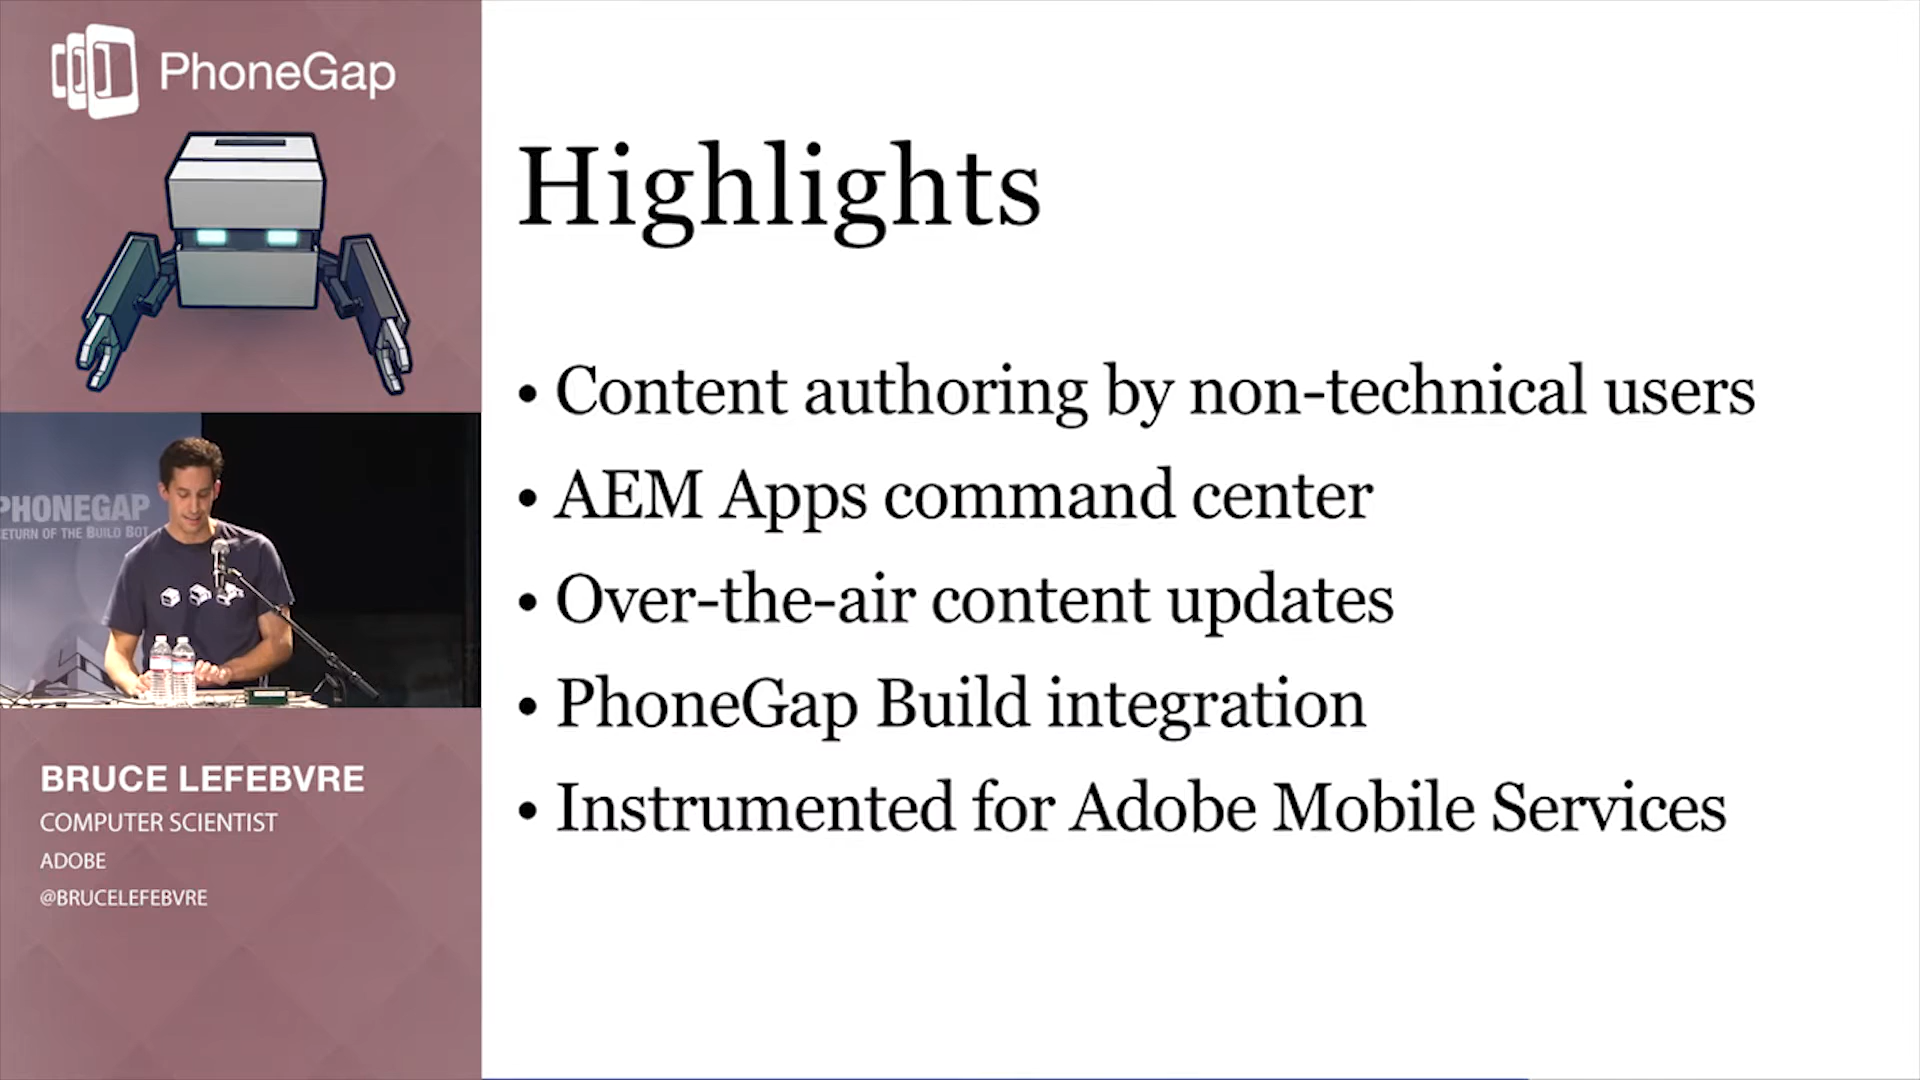 PhoneGap
PHONEGAP
ETURN OF THE BUILD BOT
BRUCE LEFEBVRE
COMPUTER SCIENTIST
ADOBE
@BRUCELEFEBVRE
Highlights
• Content authoring by non-technical users
• AEM Apps command center
• Over-the-air content updates
• PhoneGap Build integration
• Instrumented for Adobe Mobile Services